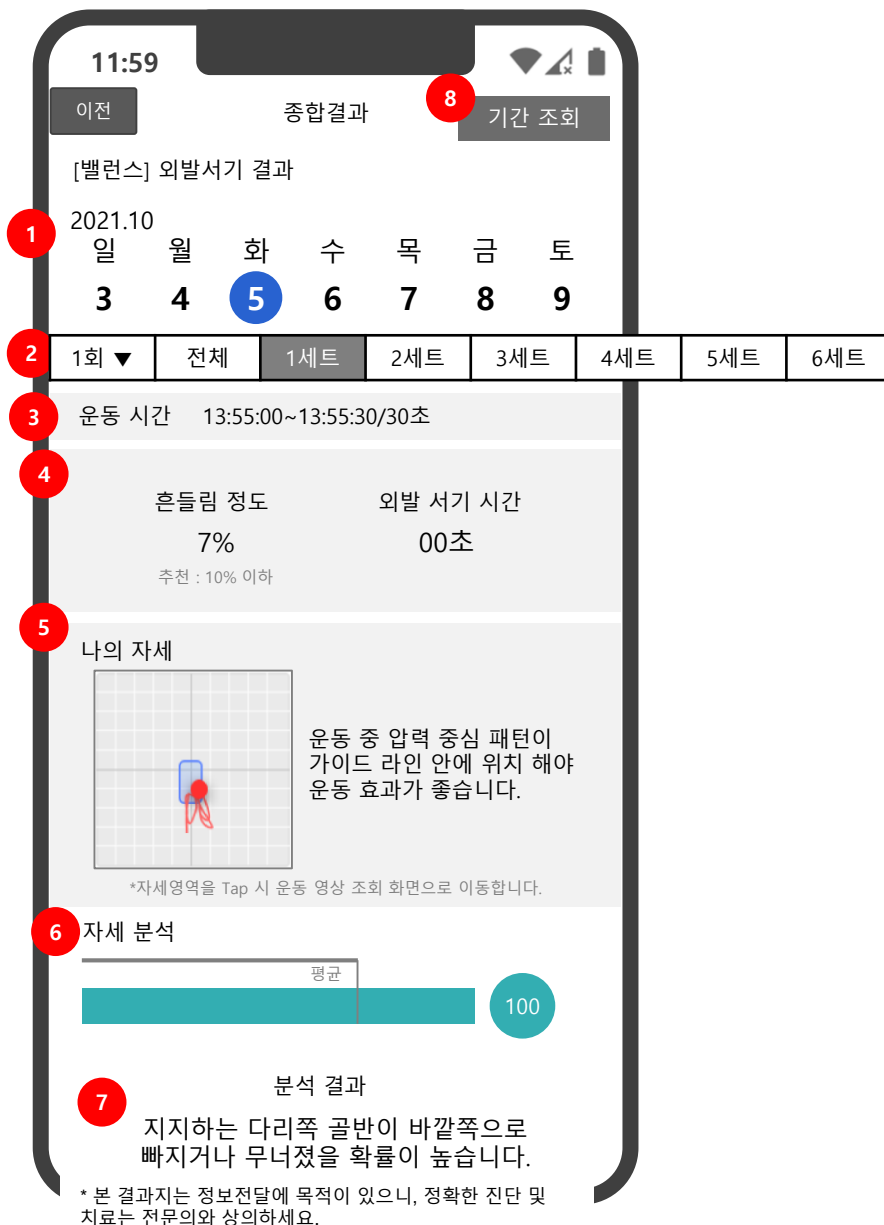 11:59
이전
종합결과
8
기간 조회
[밸런스] 외발서기 결과
1
2021.10
일 월 화 수 목 금 토
3 4 5 6 7 8 9
2
1회 ▼ 전체 1세트 2세트 3세트 4세트 5세트 6세트
3
운동 시간 13:55:00~13:55:30/30초
4
흔들림 정도 외발 서기 시간
7% 00초
추천 : 10% 이하
5
나의 자세
운동 중 압력 중심 패턴이
가이드 라인 안에 위치 해야
운동 효과가 좋습니다.
*자세영역을 Tap 시 운동 영상 조회 화면으로 이동합니다.
6
자세 분석
평균
100
분석 결과
7
지지하는 다리쪽 골반이 바깥쪽으로
빠지거나 무너졌을 확률이 높습니다.
* 본 결과지는 정보전달에 목적이 있으니, 정확한 진단 및
치료는 전문의와 상의하세요.